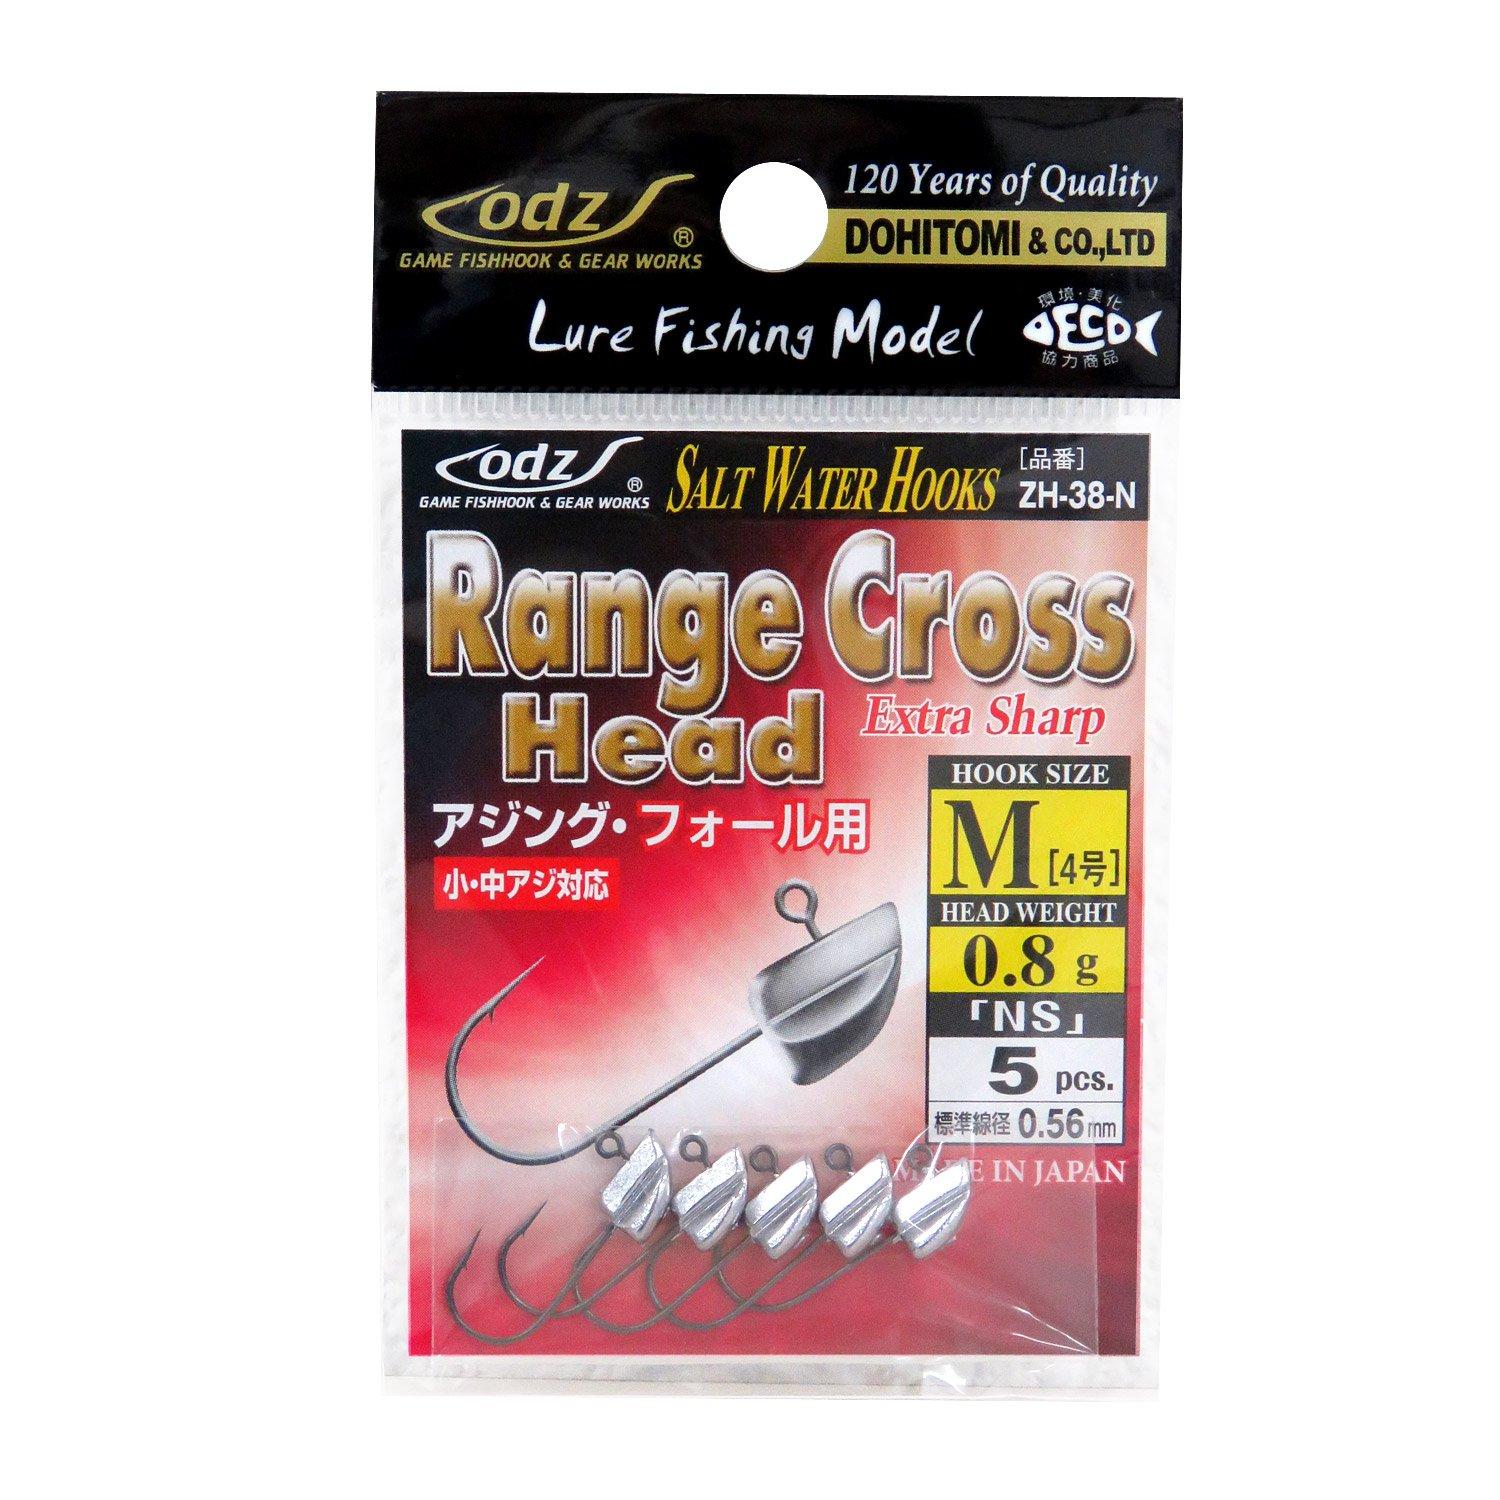 odz ®
GAME FISHHOOK & GEAR WORKS
120 Years of Quality
DOHITOMI & CO.,LTD
Lure Fishing Model
環境・美化
ECO
協力商品
odz ®
GAME FISHHOOK & GEAR WORKS
SALT WATER HOOKS
[品番]
ZH-38-N
Range Cross
Head
Extra Sharp
アジング・フォール用
小・中アジ対応
HOOK SIZE
M [4号]
HEAD WEIGHT
0.8 g
「NS」
5 pcs.
標準線径 0.56mm
MADE IN JAPAN